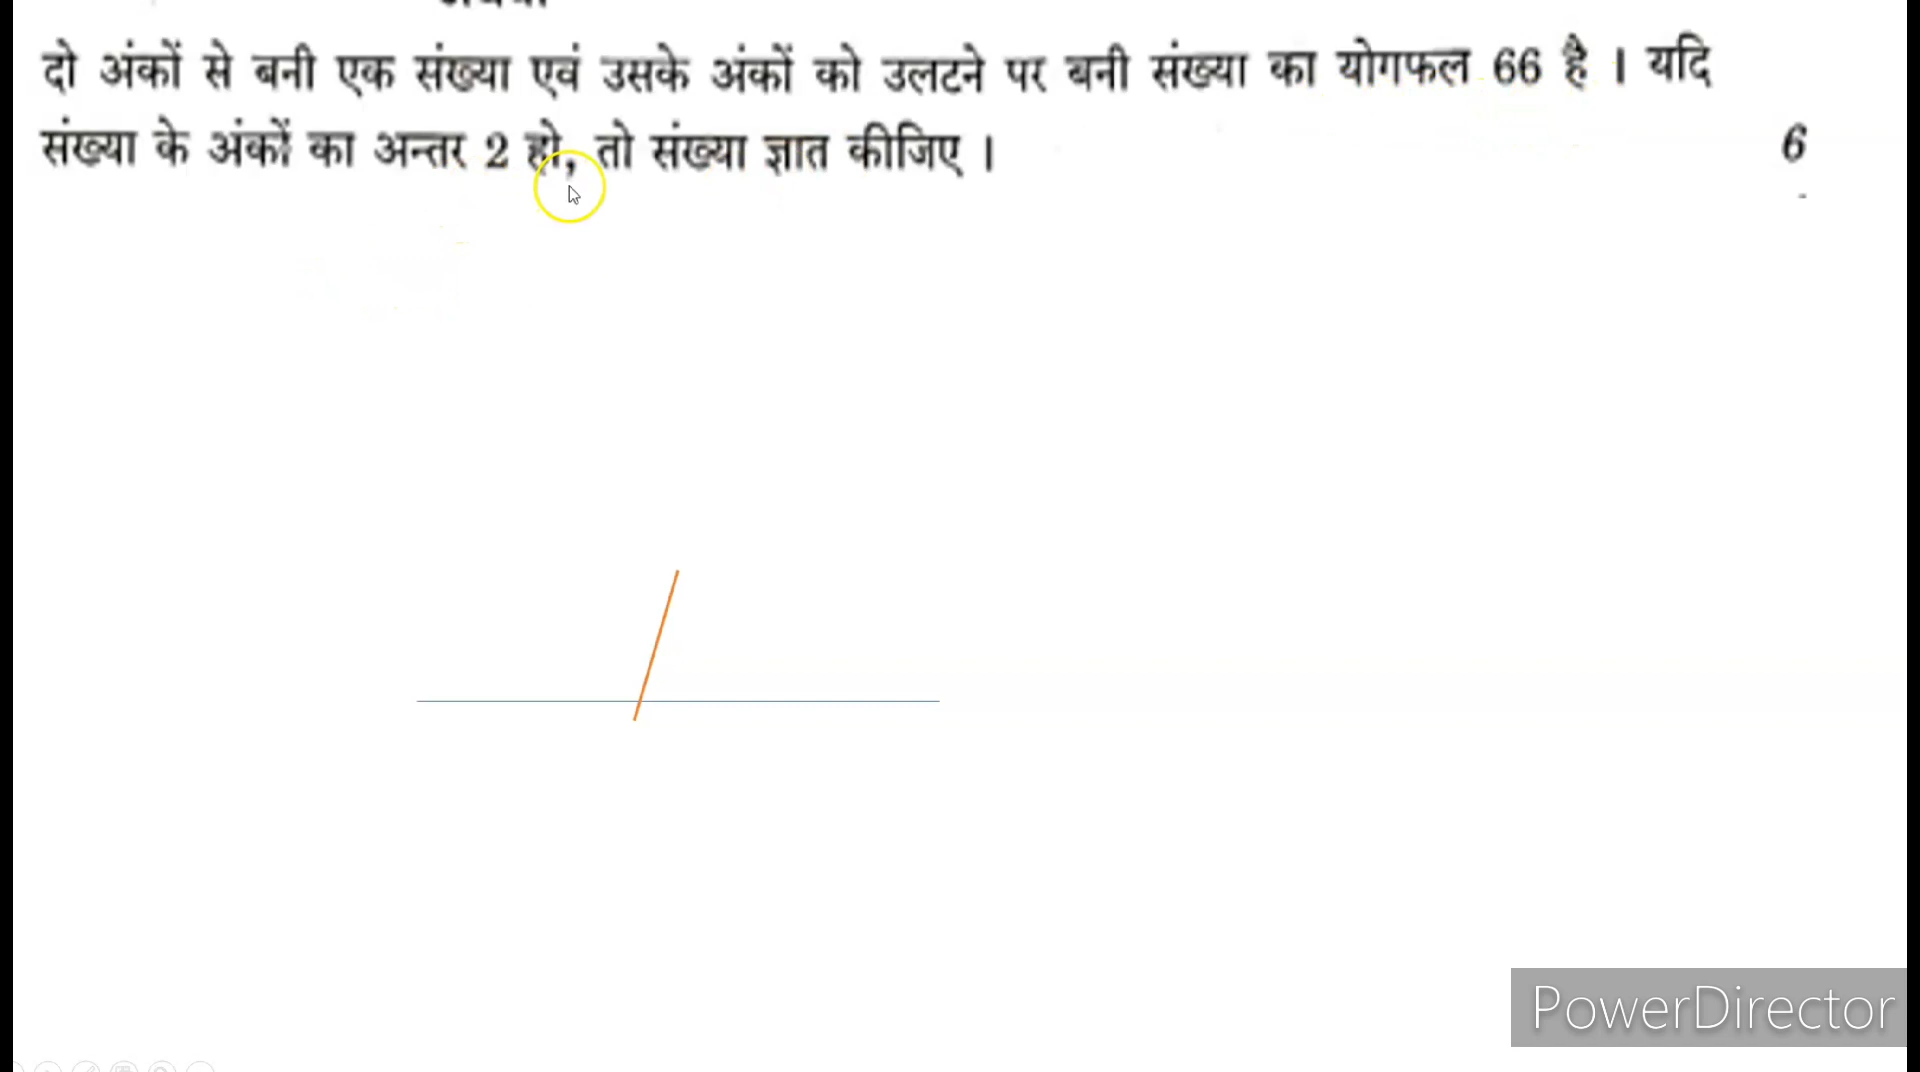 दो अंकों से बनी एक संख्या एवं उसके अंकों को उलटने पर बनी संख्या का योगफल 66 है । यदि
संख्या के अंकों का अन्तर 2 हो, तो संख्या ज्ञात कीजिए । 6
PowerDirector